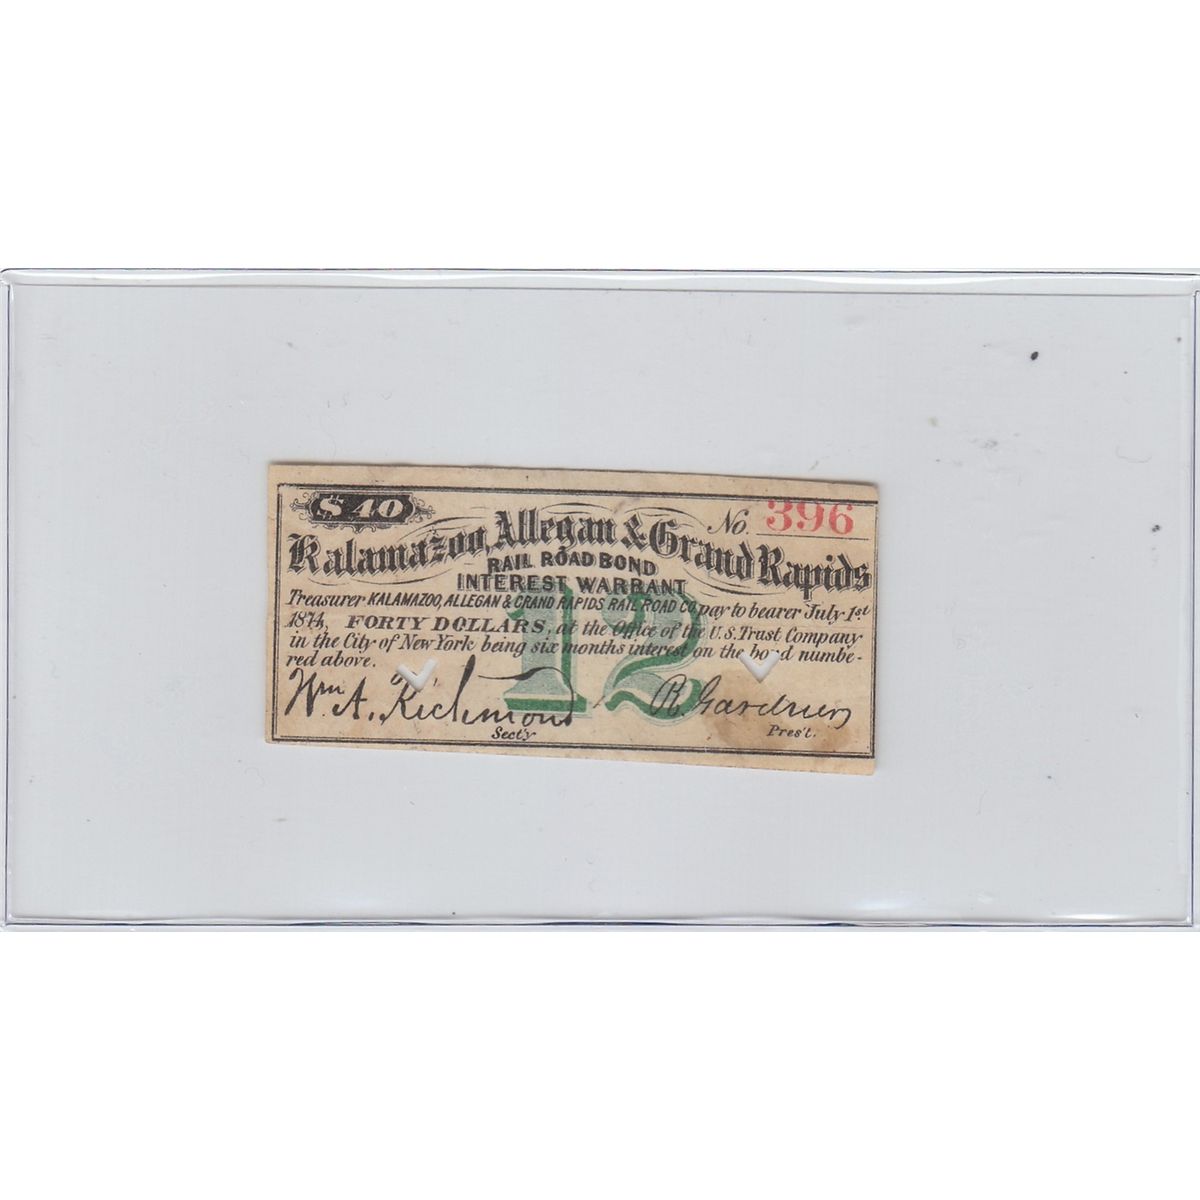 $40
No. 396
Kalamazoo, Allegan & Grand Rapids
RAIL ROAD BOND
INTEREST WARRANT
Treasurer KALAMAZOO, ALLEGAN & GRAND RAPIDS RAIL ROAD CO. pay to bearer July 1st
1874, FORTY DOLLARS, at the Office of the U.S. Trust Company
in the City of New York being six months interest on the bond numbe-
red above.
12
Wm A. Richmond
R. Gardner
Secty
Pres't.